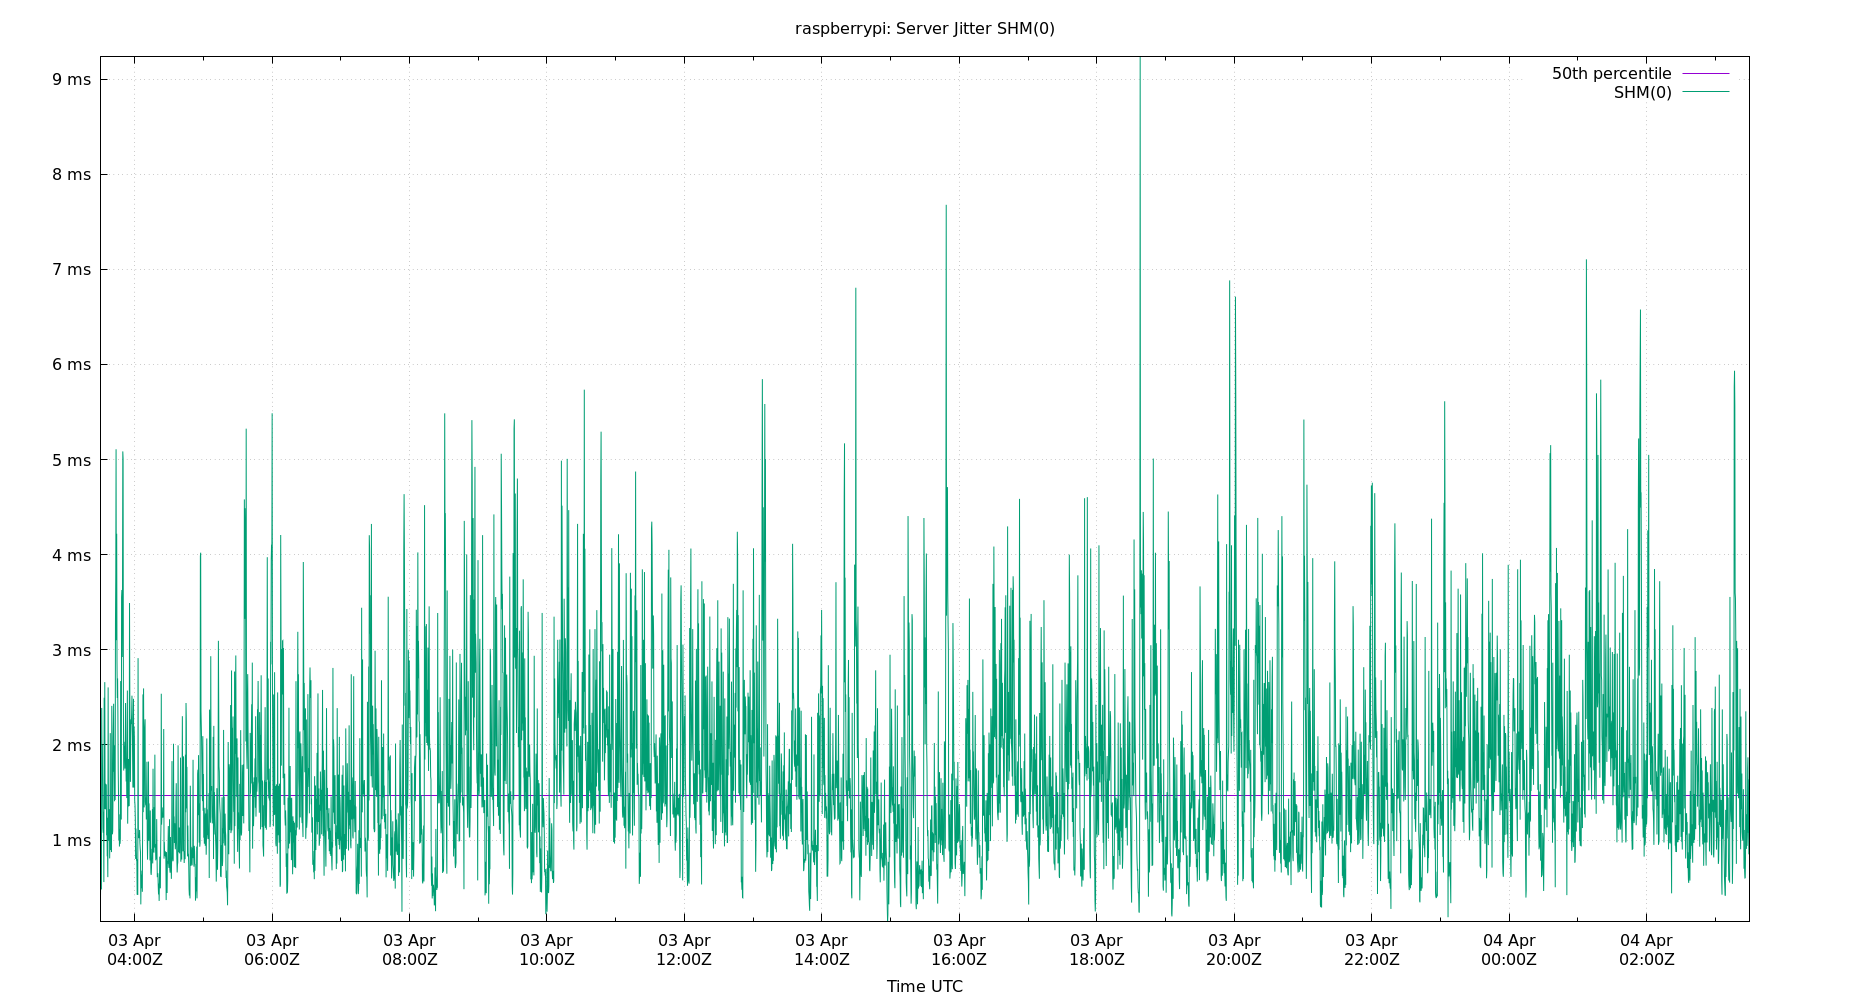 raspberrypi: Server Jitter SHM(0)
50th percentile
SHM(0)
9 ms
8 ms
7 ms
6 ms
5 ms
4 ms
3 ms
2 ms
1 ms
03 Apr 03 Apr 03 Apr 03 Apr 03 Apr 03 Apr 03 Apr 03 Apr 03 Apr 03 Apr 04 Apr 04 Apr
04:00Z 06:00Z 08:00Z 10:00Z 12:00Z 14:00Z 16:00Z 18:00Z 20:00Z 22:00Z 00:00Z 02:00Z
Time UTC